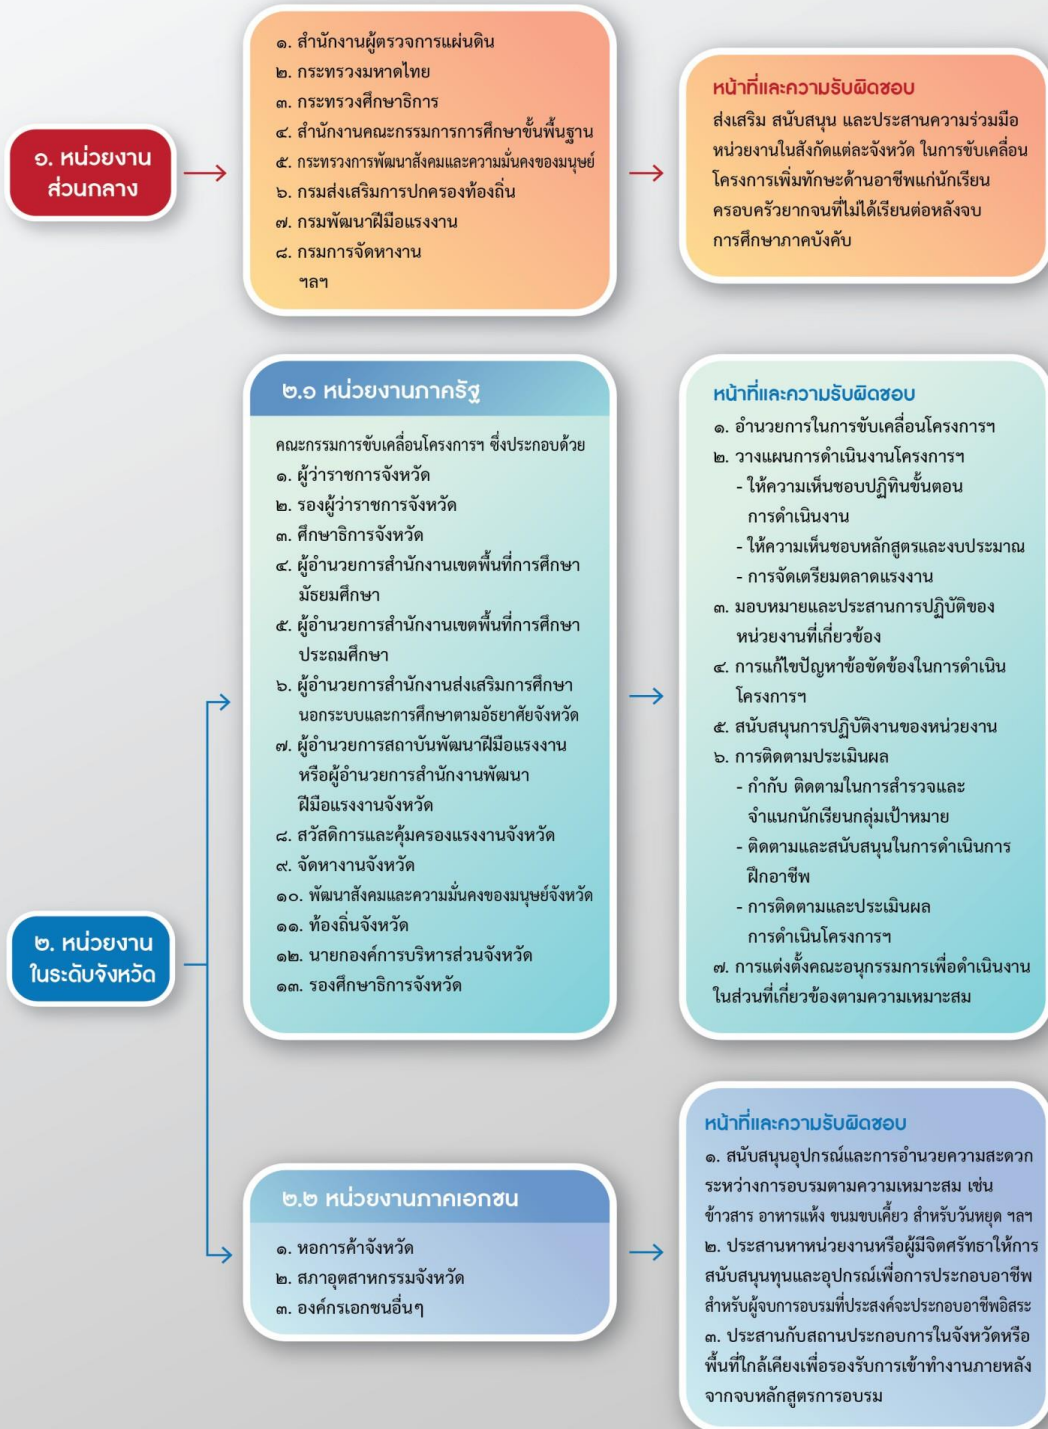 ๑. หน่วยงาน
ส่วนกลาง
๑. สำนักงานผู้ตรวจการแผ่นดิน
๒. กระทรวงมหาดไทย
๓. กระทรวงศึกษาธิการ
๔. สำนักงานคณะกรรมการการศึกษาขั้นพื้นฐาน
๕. กระทรวงการพัฒนาสังคมและความมั่นคงของมนุษย์
๖. กรมส่งเสริมการปกครองท้องถิ่น
๗. กรมพัฒนาฝีมือแรงงาน
๘. กรมการจัดหางาน
ฯลฯ
หน้าที่และความรับผิดชอบ
ส่งเสริม สนับสนุน และประสานความร่วมมือ
หน่วยงานในสังกัดแต่ละจังหวัด ในการขับเคลื่อน
โครงการเพิ่มทักษะด้านอาชีพแก่นักเรียน
ครอบครัวยากจนที่ไม่ได้เรียนต่อหลังจบ
การศึกษาภาคบังคับ
๒. หน่วยงาน
ในระดับจังหวัด
๒.๑ หน่วยงานภาครัฐ
คณะกรรมการขับเคลื่อนโครงการฯ ซึ่งประกอบด้วย
๑. ผู้ว่าราชการจังหวัด
๒. รองผู้ว่าราชการจังหวัด
๓. ศึกษาธิการจังหวัด
๔. ผู้อำนวยการสำนักงานเขตพื้นที่การศึกษา
มัธยมศึกษา
๕. ผู้อำนวยการสำนักงานเขตพื้นที่การศึกษา
ประถมศึกษา
๖. ผู้อำนวยการสำนักงานส่งเสริมการศึกษา
นอกระบบและการศึกษาตามอัธยาศัยจังหวัด
๗. ผู้อำนวยการสถาบันพัฒนาฝีมือแรงงาน
หรือผู้อำนวยการสำนักงานพัฒนา
ฝีมือแรงงานจังหวัด
๘. สวัสดิการและคุ้มครองแรงงานจังหวัด
๙. จัดหางานจังหวัด
๑๐. พัฒนาสังคมและความมั่นคงของมนุษย์จังหวัด
๑๑. ท้องถิ่นจังหวัด
๑๒. นายกองค์การบริหารส่วนจังหวัด
๑๓. รองศึกษาธิการจังหวัด
หน้าที่และความรับผิดชอบ
๑. อำนวยการในการขับเคลื่อนโครงการฯ
๒. วางแผนการดำเนินงานโครงการฯ
- ให้ความเห็นชอบปฏิทินขั้นตอน
การดำเนินงาน
- ให้ความเห็นชอบหลักสูตรและงบประมาณ
- การจัดเตรียมตลาดแรงงาน
๓. มอบหมายและประสานการปฏิบัติของ
หน่วยงานที่เกี่ยวข้อง
๔. การแก้ไขปัญหาข้อขัดข้องในการดำเนิน
โครงการฯ
๕. สนับสนุนการปฏิบัติงานของหน่วยงาน
๖. การติดตามประเมินผล
- กำกับ ติดตามในการสำรวจและ
จำแนกนักเรียนกลุ่มเป้าหมาย
- ติดตามและสนับสนุนในการดำเนินการ
ฝึกอาชีพ
- การติดตามและประเมินผล
การดำเนินโครงการฯ
๗. การแต่งตั้งคณะอนุกรรมการเพื่อดำเนินงาน
ในส่วนที่เกี่ยวข้องตามความเหมาะสม
๒.๒ หน่วยงานภาคเอกชน
๑. หอการค้าจังหวัด
๒. สภาอุตสาหกรรมจังหวัด
๓. องค์กรเอกชนอื่นๆ
หน้าที่และความรับผิดชอบ
๑. สนับสนุนอุปกรณ์และการอำนวยความสะดวก
ระหว่างการอบรมตามความเหมาะสม เช่น
ข้าวสาร อาหารแห้ง ขนมขบเคี้ยว สำหรับวันหยุด ฯลฯ
๒. ประสานหาหน่วยงานหรือผู้มีจิตศรัทธาให้การ
สนับสนุนทุนและอุปกรณ์เพื่อการประกอบอาชีพ
สำหรับผู้จบการอบรมที่ประสงค์จะประกอบอาชีพอิสระ
๓. ประสานกับสถานประกอบการในจังหวัดหรือ
พื้นที่ใกล้เคียงเพื่อรองรับการเข้าทำงานภายหลัง
จากจบหลักสูตรการอบรม